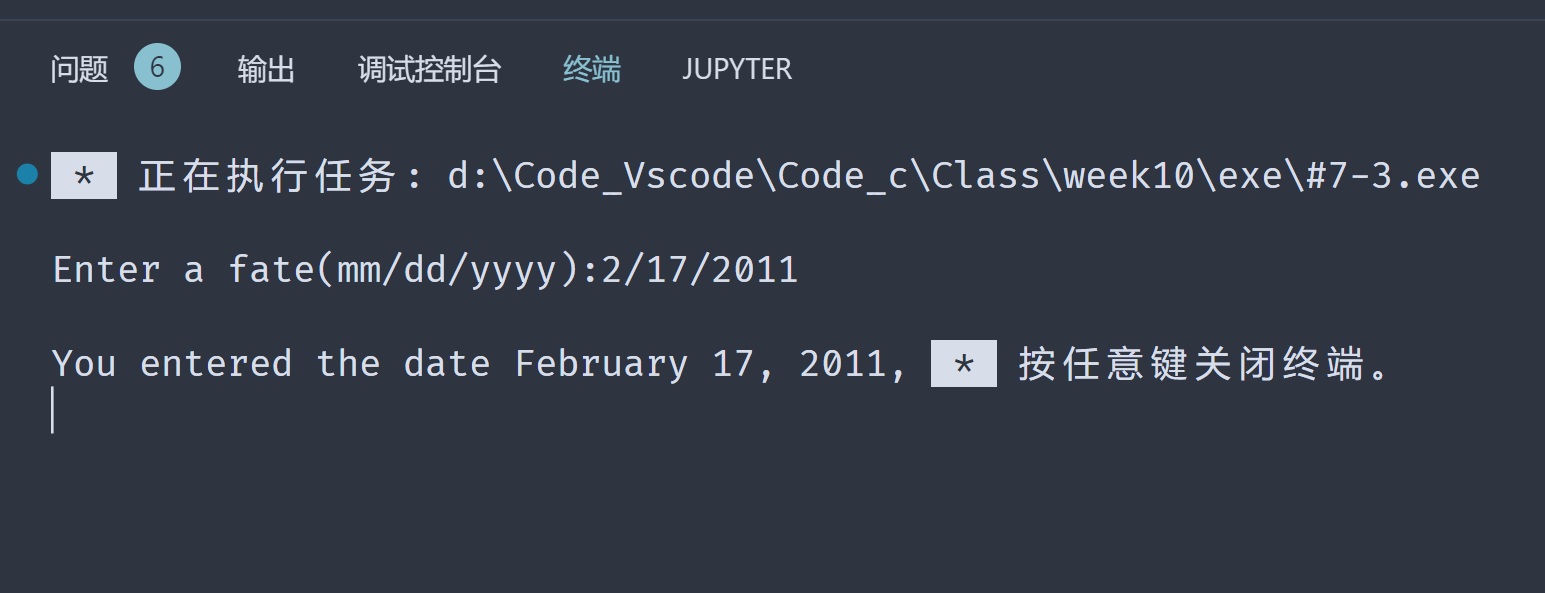 问题 6 输出 调试控制台 终端 JUPYTER
* 正在执行任务: d:\Code_Vscode\Code_c\Class\week10\exe\#7-3.exe
Enter a fate(mm/dd/yyyy):2/17/2011
You entered the date February 17, 2011, * 按任意键关闭终端。